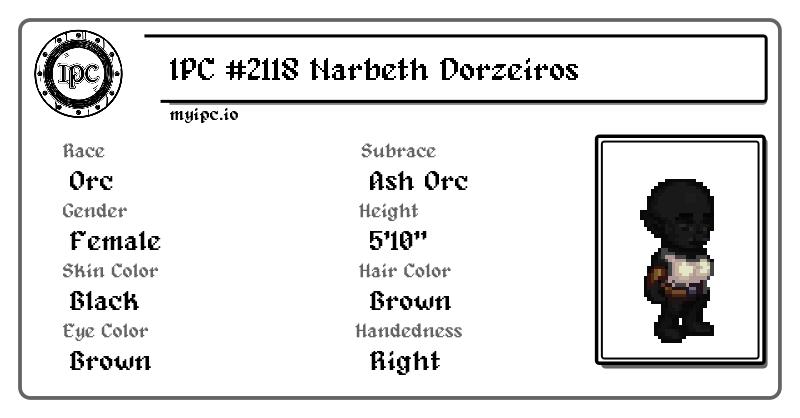 IPC
IPC #2118 Narbeth Dorzeiros
myipc.io
Race
Orc
Subrace
Ash Orc
Gender
Female
Height
5'10"
Skin Color
Black
Hair Color
Brown
Eye Color
Brown
Handedness
Right